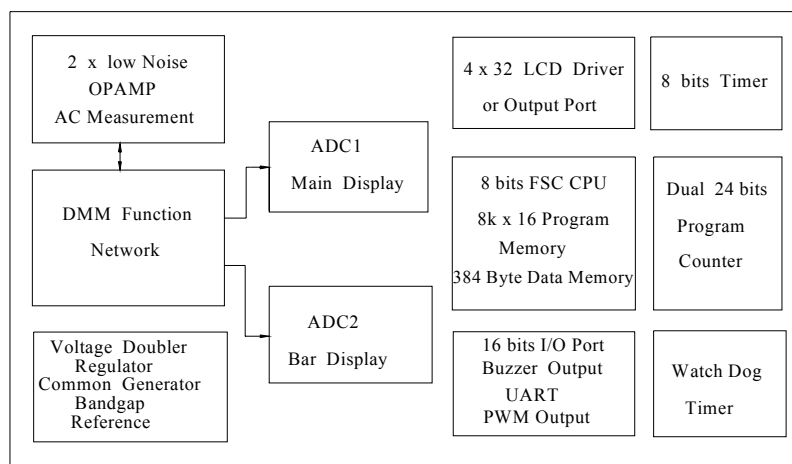 2 x low Noise
OPAMP
AC Measurement
DMM Function
Network
Voltage Doubler
Regulator
Common Generator
Bandgap
Reference
ADC1
Main Display
ADC2
Bar Display
4 x 32 LCD Driver
or Output Port
8 bits FSC CPU
8k x 16 Program
Memory
384 Byte Data Memory
16 bits I/O Port
Buzzer Output
UART
PWM Output
8 bits Timer
Dual 24 bits
Program
Counter
Watch Dog
Timer